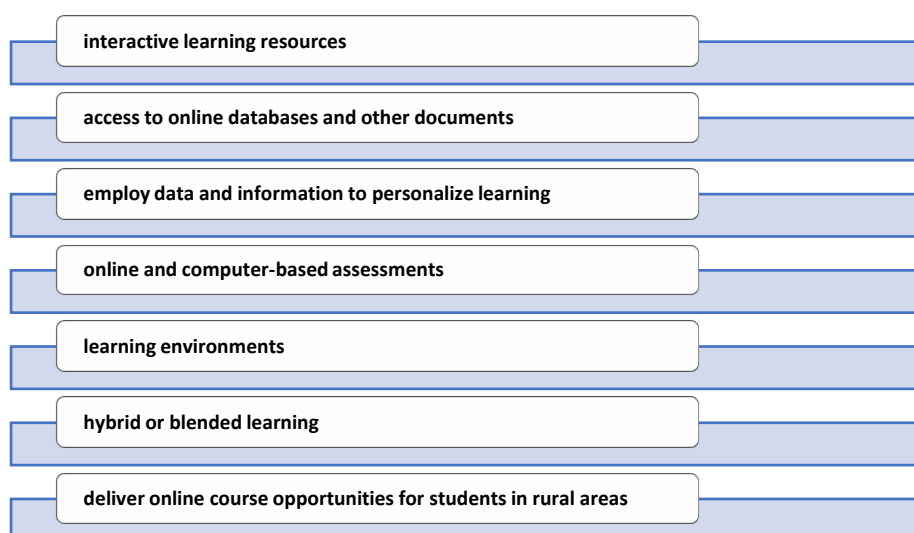 interactive learning resources
access to online databases and other documents
employ data and information to personalize learning
online and computer-based assessments
learning environments
hybrid or blended learning
deliver online course opportunities for students in rural areas